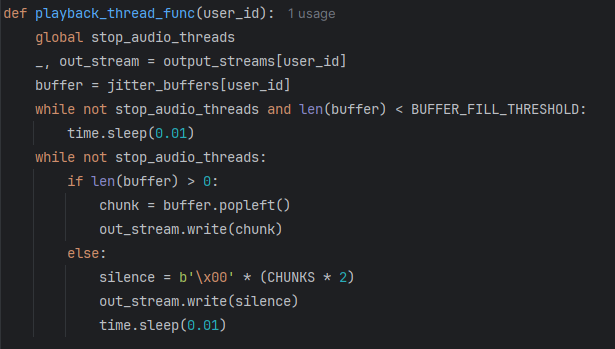 def playback_thread_func(user_id): 1 usage
    global stop_audio_threads
    _, out_stream = output_streams[user_id]
    buffer = jitter_buffers[user_id]
    while not stop_audio_threads and len(buffer) < BUFFER_FILL_THRESHOLD:
        time.sleep(0.01)
    while not stop_audio_threads:
        if len(buffer) > 0:
            chunk = buffer.popleft()
            out_stream.write(chunk)
        else:
            silence = b'\x00' * (CHUNKS * 2)
            out_stream.write(silence)
            time.sleep(0.01)